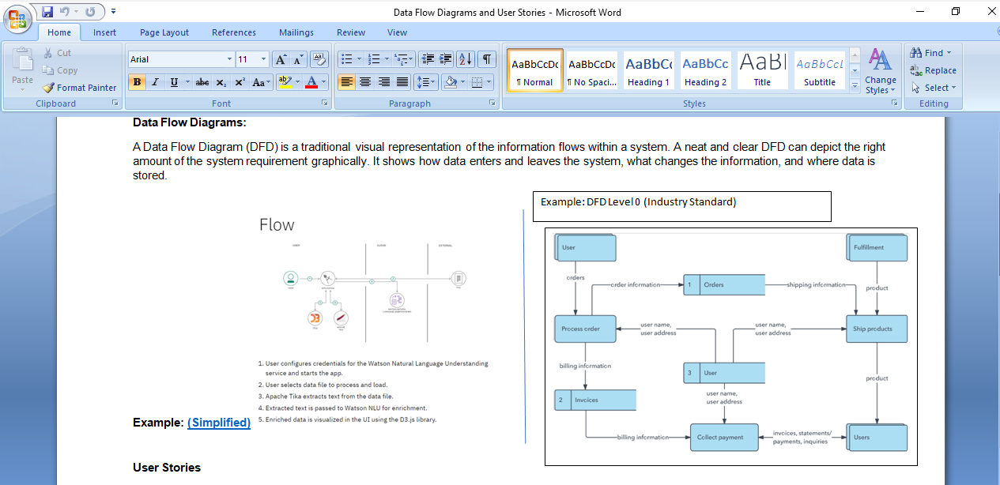 Data Flow Diagrams and User Stories - Microsoft Word
Home Insert Page Layout References Mailings Review View
Cut
Copy
Format Painter
Paste
Clipboard
Arial 11
B I U abc X₂ X² Aa
Font
Paragraph
AaBbCcDc AaBbCcDc AaBbC AaBbCc AaB AaBbCcL
¶ Normal ¶ No Spaci... Heading 1 Heading 2 Title Subtitle
Change
Styles
Styles
Find
Replace
Select
Editing
Data Flow Diagrams:
A Data Flow Diagram (DFD) is a traditional visual representation of the information flows within a system. A neat and clear DFD can depict the right
amount of the system requirement graphically. It shows how data enters and leaves the system, what changes the information, and where data is
stored.
Flow
USER CLOUD EXTERNAL
1. User configures credentials for the Watson Natural Language Understanding
service and starts the app.
2. User selects data file to process and load.
3. Apache Tika extracts text from the data file.
4. Extracted text is passed to Watson NLU for enrichment.
5. Enriched data is visualized in the UI using the D3.js library.
Example: (Simplified)
Example: DFD Level 0 (Industry Standard)
User
Fulfillment
orders
order information
1 Orders
shipping information
product
Process order
user name,
user address
user name,
user address
Ship products
billing information
3 User
product
2 Invoices
user name,
user address
billing information
Collect payment
invoices, statements/
payments, inquiries
Users
User Stories